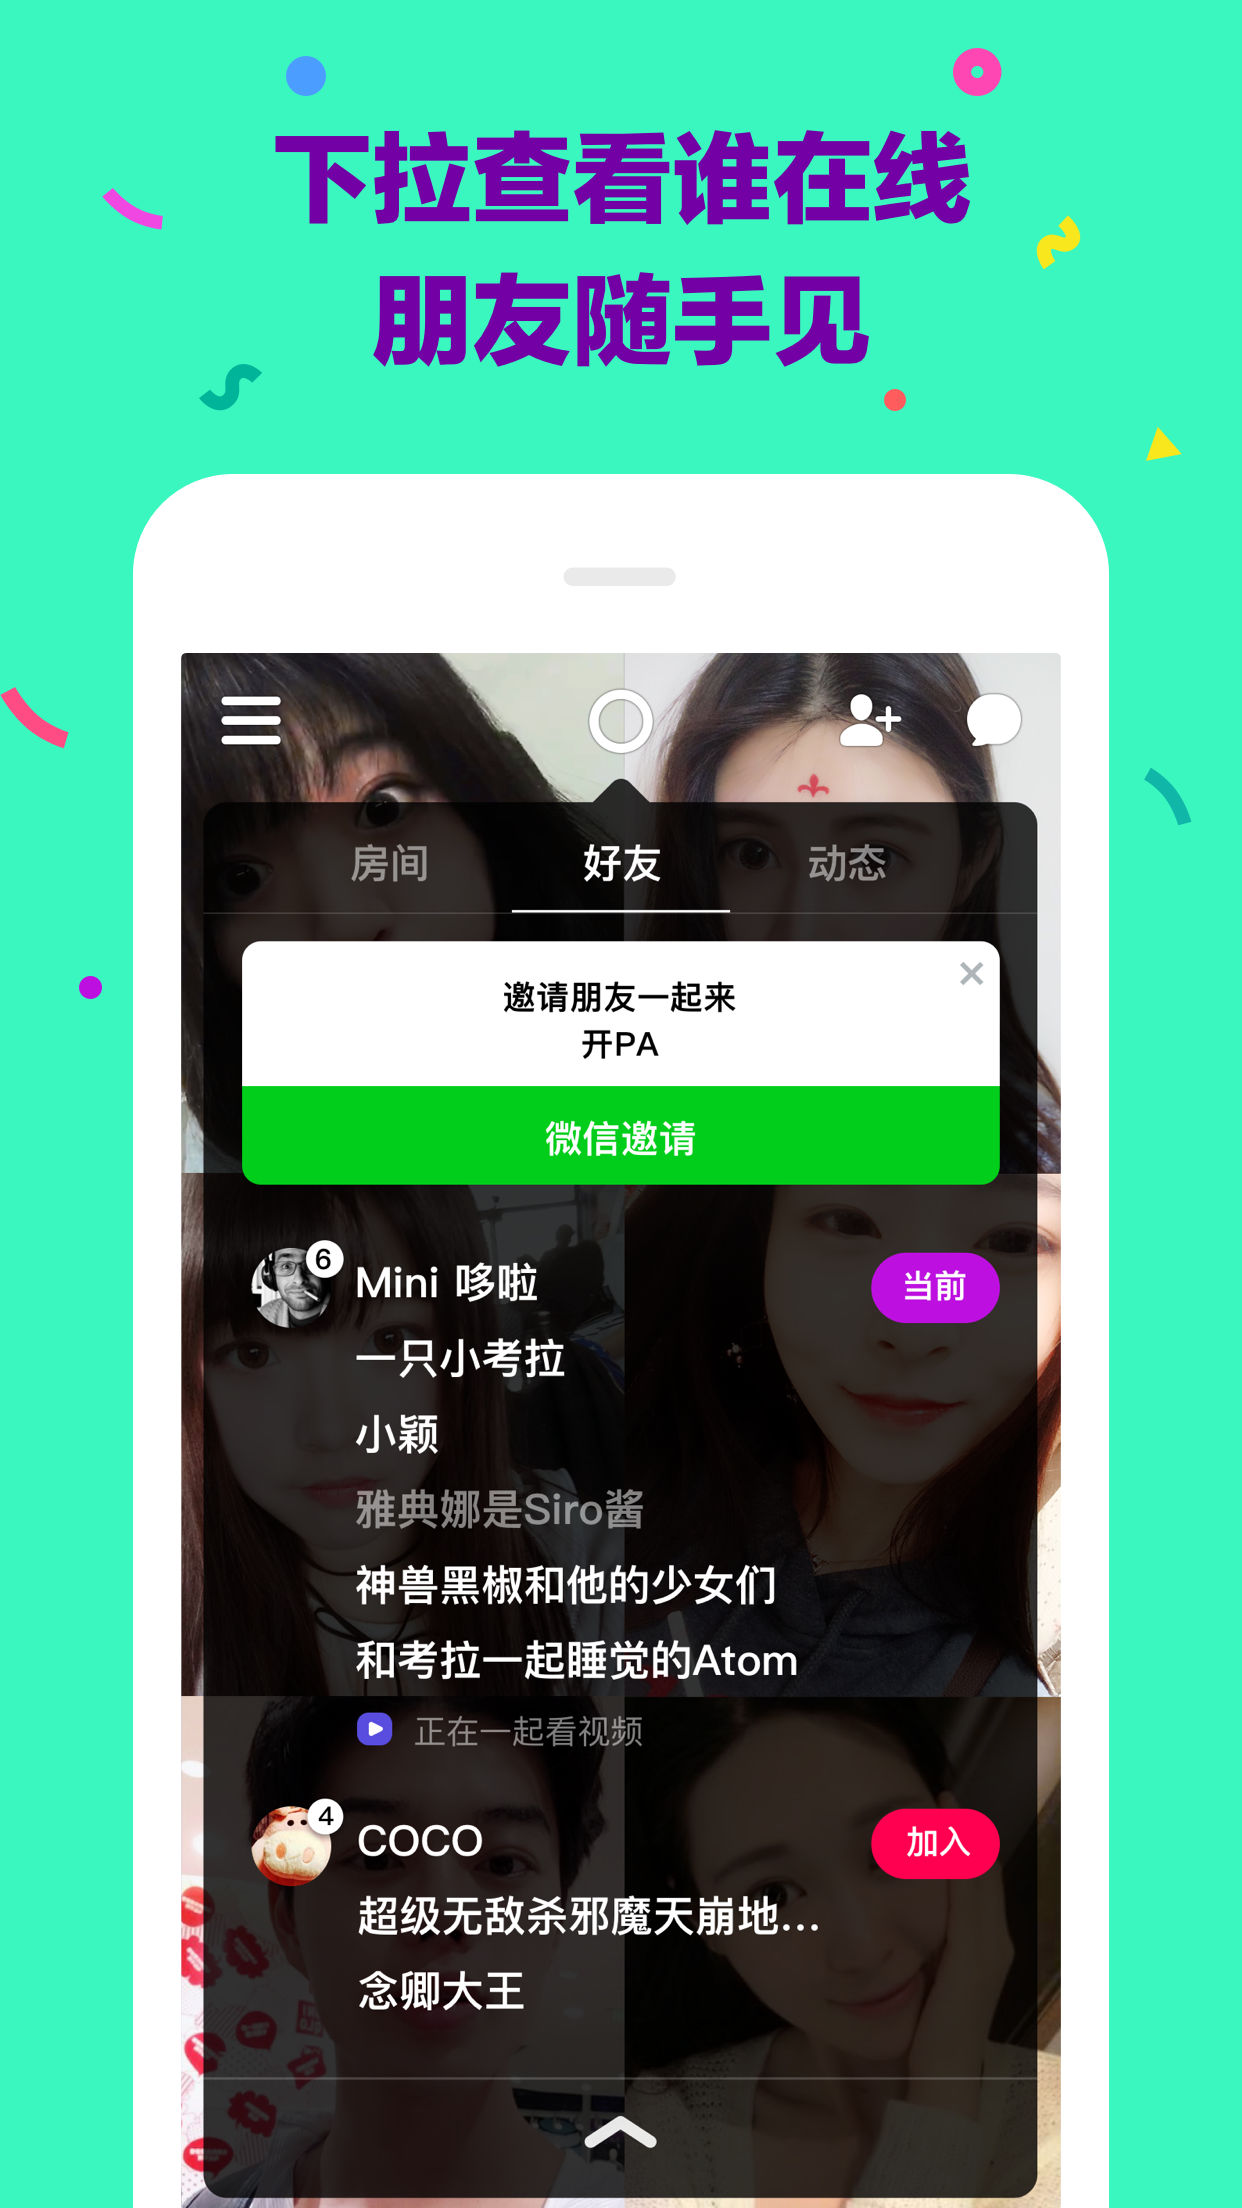 下拉查看谁在线
朋友随手见
房间 好友 动态
邀请朋友一起来
开PA
微信邀请
6 Mini 哆啦 当前
一只小考拉
小颖
雅典娜是Siro酱
神兽黑椒和他的少女们
和考拉一起睡觉的Atom
正在一起看视频
4 COCO 加入
超级无敌杀邪魔天崩地...
念卿大王